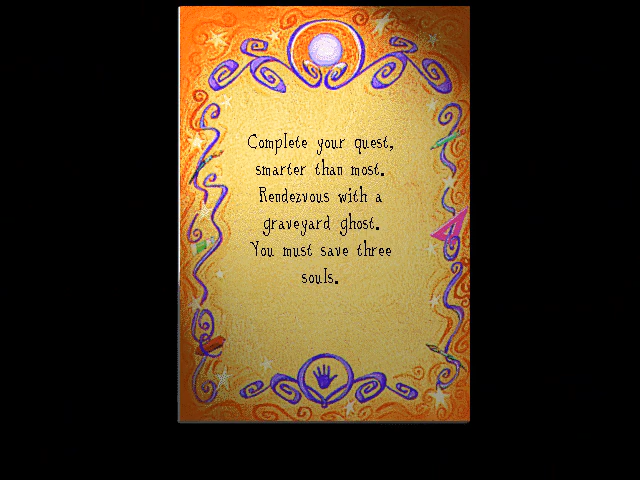 Complete your quest,
smarter than most.
Rendezvous with a
graveyard ghost.
You must save three
souls.